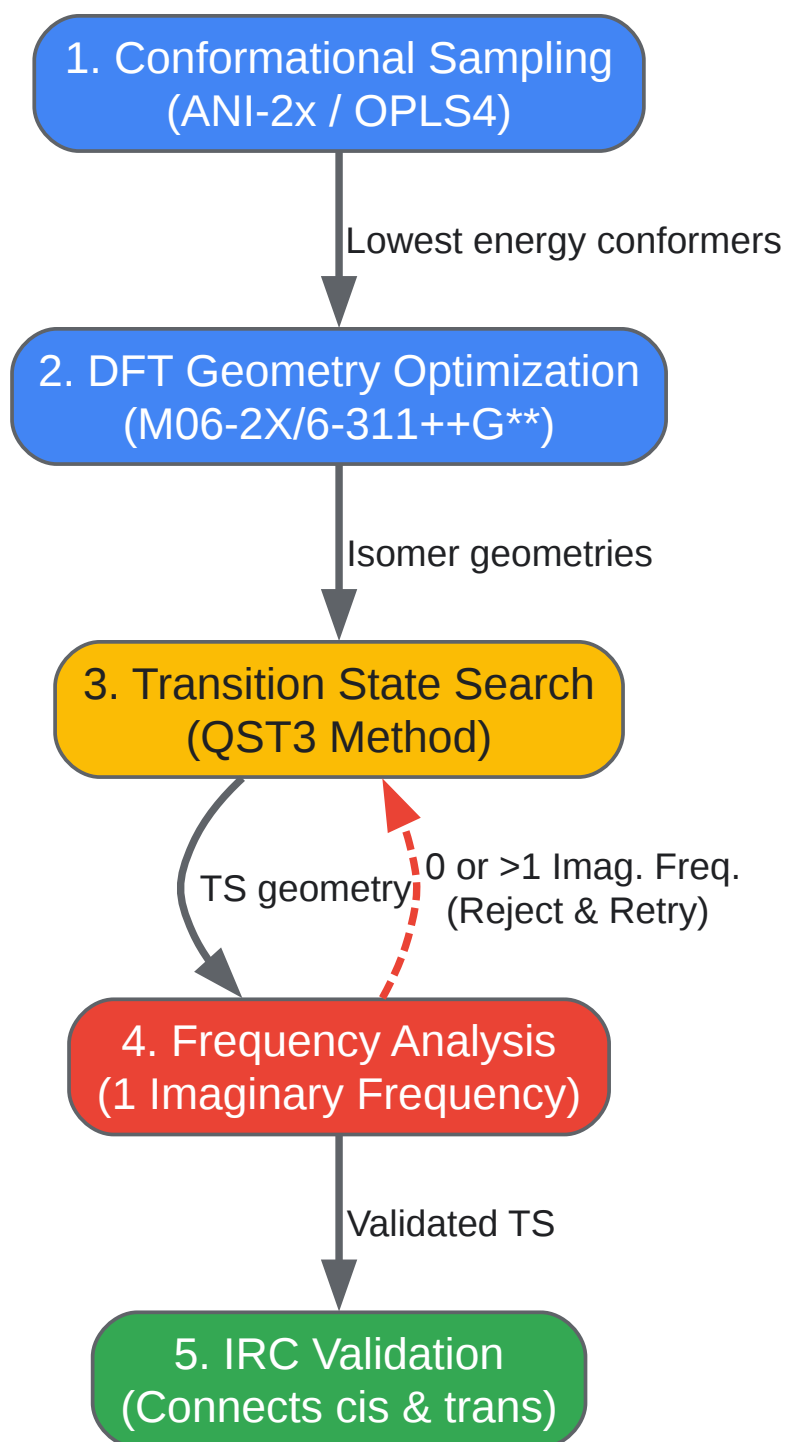 1. Conformational Sampling
(ANI-2x / OPLS4)
Lowest energy conformers
2. DFT Geometry Optimization
(M06-2X/6-311++G**)
Isomer geometries
3. Transition State Search
(QST3 Method)
TS geometry
0 or >1 Imag. Freq.
(Reject & Retry)
4. Frequency Analysis
(1 Imaginary Frequency)
Validated TS
5. IRC Validation
(Connects cis & trans)